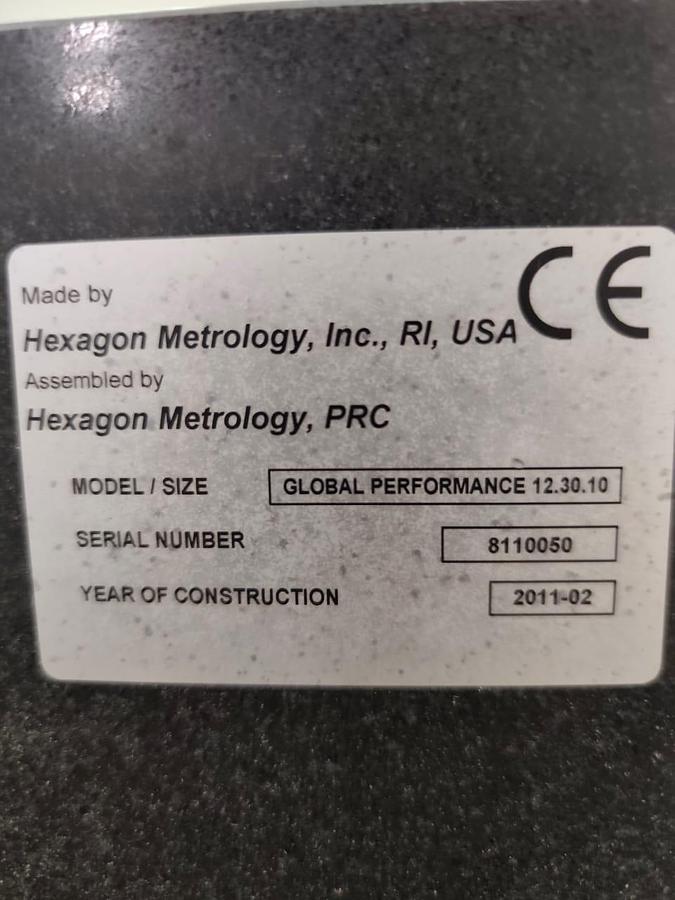 CE
Made by
Hexagon Metrology, Inc., RI, USA
Assembled by
Hexagon Metrology, PRC
MODEL / SIZE GLOBAL PERFORMANCE 12.30.10
SERIAL NUMBER 8110050
YEAR OF CONSTRUCTION 2011-02